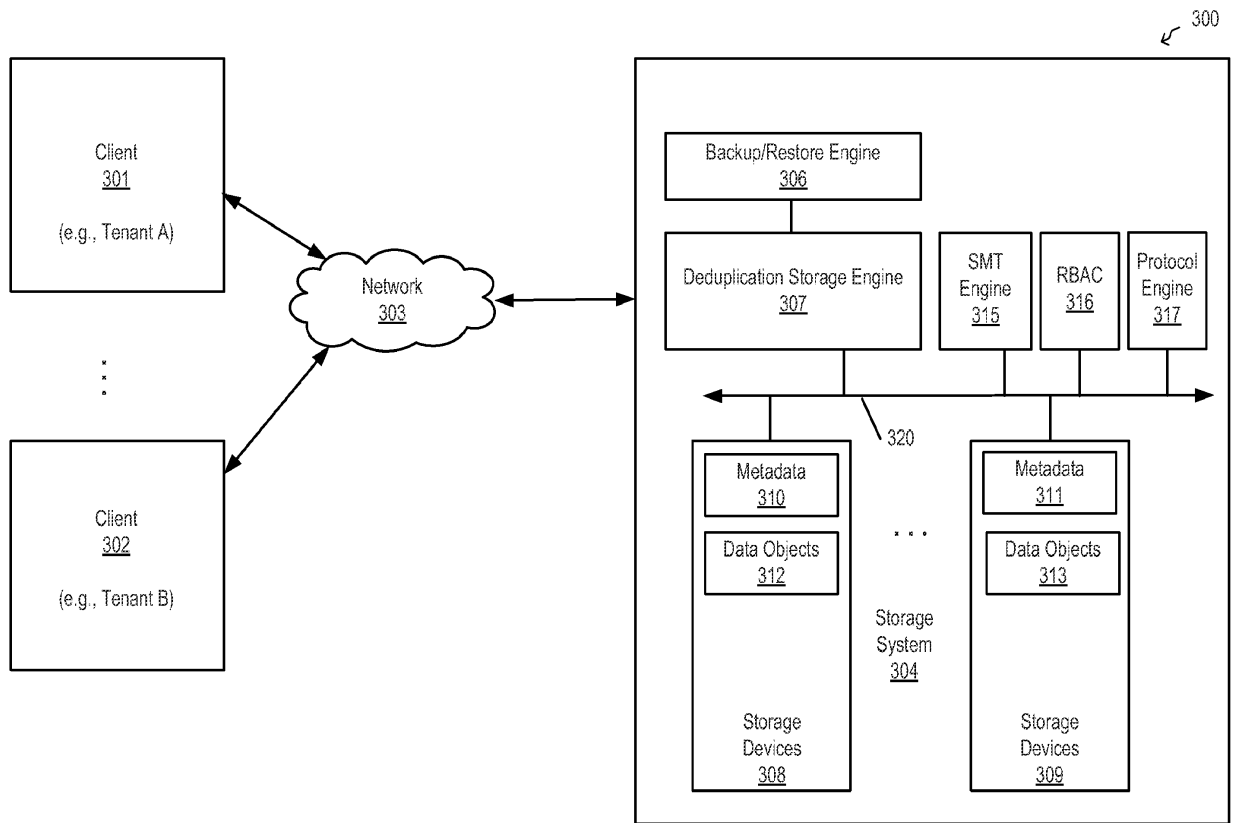 300
Client
301
(e.g., Tenant A)
Client
302
(e.g., Tenant B)
Network
303
Backup/Restore Engine
306
Deduplication Storage Engine
307
SMT
Engine
315
RBAC
316
Protocol
Engine
317
320
Metadata
310
Data Objects
312
Storage
Devices
308
Storage
System
304
Metadata
311
Data Objects
313
Storage
Devices
309